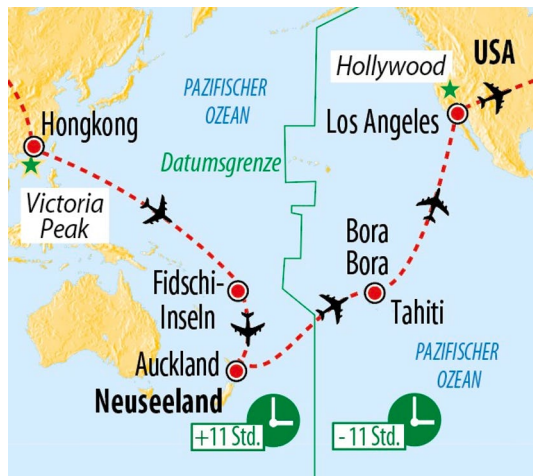 USA
Hollywood
PAZIFISCHER
OZEAN
Hongkong
Los Angeles
Datumsgrenze
Victoria
Peak
Bora
Bora
Fidschi-
Inseln
Tahiti
Auckland
Neuseeland
PAZIFISCHER
OZEAN
+11 Std.
-11 Std.